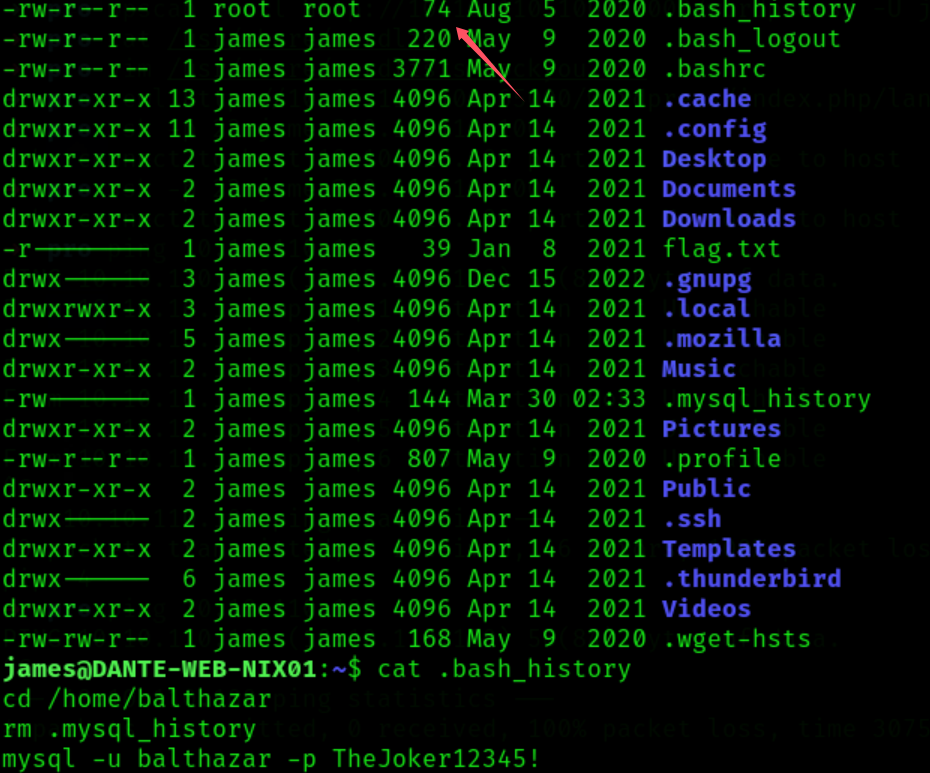 -rw-r--r-- 1 root root 74 Aug 5 2020 .bash_history
-rw-r--r-- 1 james james 220 May 9 2020 .bash_logout
-rw-r--r-- 1 james james 3771 May 9 2020 .bashrc
drwxr-xr-x 13 james james 4096 Apr 14 2021 .cache
drwxr-xr-x 11 james james 4096 Apr 14 2021 .config
drwxr-xr-x 2 james james 4096 Apr 14 2021 Desktop
drwxr-xr-x 2 james james 4096 Apr 14 2021 Documents
drwxr-xr-x 2 james james 4096 Apr 14 2021 Downloads
-r-------- 1 james james 39 Jan 8 2021 flag.txt
drwx------ 3 james james 4096 Dec 15 2022 .gnupg
drwxrwxr-x 3 james james 4096 Apr 14 2021 .local
drwx------ 5 james james 4096 Apr 14 2021 .mozilla
drwxr-xr-x 2 james james 4096 Apr 14 2021 Music
-rw------- 1 james james 144 Mar 30 02:33 .mysql_history
drwxr-xr-x 2 james james 4096 Apr 14 2021 Pictures
-rw-r--r-- 1 james james 807 May 9 2020 .profile
drwxr-xr-x 2 james james 4096 Apr 14 2021 Public
drwx------ 2 james james 4096 Apr 14 2021 .ssh
drwxr-xr-x 2 james james 4096 Apr 14 2021 Templates
drwx------ 6 james james 4096 Apr 14 2021 .thunderbird
drwxr-xr-x 2 james james 4096 Apr 14 2021 Videos
-rw-rw-r-- 1 james james 168 May 9 2020 .wget-hsts
james@DANTE-WEB-NIX01:~$ cat .bash_history
cd /home/balthazar
rm .mysql_history
mysql -u balthazar -p TheJoker12345!